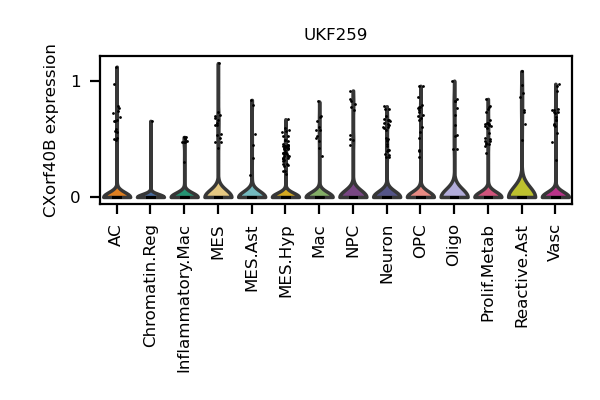 UKF259
CXorf40B expression
1
0
AC
Chromatin.Reg
Inflammatory.Mac
MES
MES.Ast
MES.Hyp
Mac
NPC
Neuron
OPC
Oligo
Prolif.Metab
Reactive.Ast
Vasc